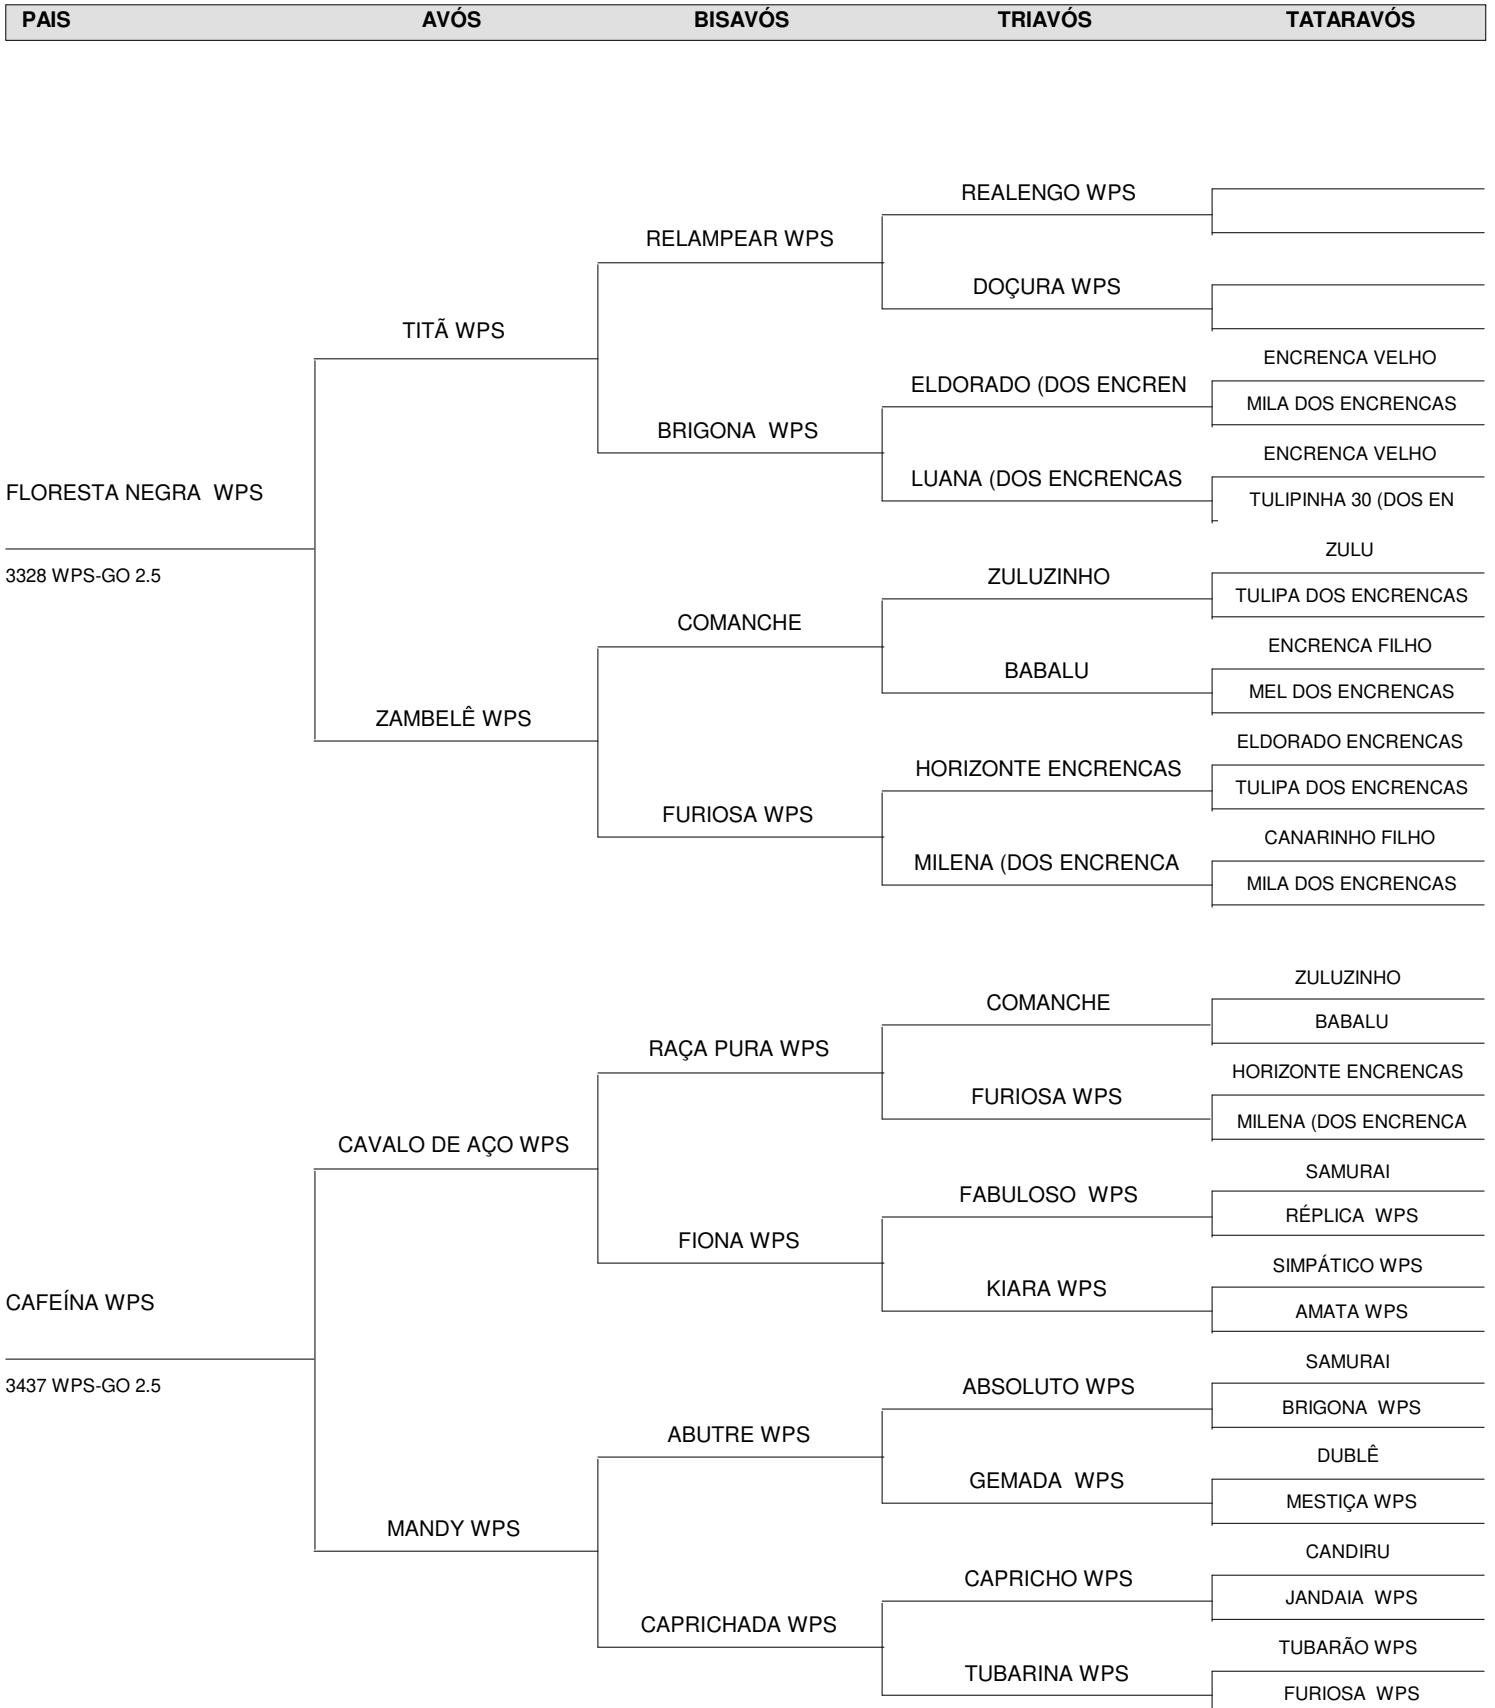 PAIS AVÓS BISAVÓS TRIAVÓS TATARAVÓS
REALENGO WPS
RELAMPEAR WPS
DOÇURA WPS
TITÃ WPS
ENCRENCA VELHO
ELDORADO (DOS ENCREN
MILA DOS ENCRENCAS
BRIGONA  WPS
ENCRENCA VELHO
LUANA (DOS ENCRENCAS
TULIPINHA 30 (DOS EN
FLORESTA NEGRA  WPS
3328 WPS-GO 2.5
ZULU
ZULUZINHO
TULIPA DOS ENCRENCAS
COMANCHE
ENCRENCA FILHO
BABALU
MEL DOS ENCRENCAS
ZAMBELÊ WPS
ELDORADO ENCRENCAS
HORIZONTE ENCRENCAS
TULIPA DOS ENCRENCAS
FURIOSA WPS
CANARINHO FILHO
MILENA (DOS ENCRENCA
MILA DOS ENCRENCAS
ZULUZINHO
COMANCHE
BABALU
RAÇA PURA WPS
HORIZONTE ENCRENCAS
FURIOSA WPS
MILENA (DOS ENCRENCA
CAVALO DE AÇO WPS
SAMURAI
FABULOSO  WPS
RÉPLICA  WPS
FIONA WPS
SIMPÁTICO WPS
KIARA WPS
AMATA WPS
CAFEÍNA WPS
3437 WPS-GO 2.5
SAMURAI
ABSOLUTO WPS
BRIGONA  WPS
ABUTRE WPS
DUBLÊ
GEMADA  WPS
MESTIÇA WPS
MANDY WPS
CANDIRU
CAPRICHO WPS
JANDAIA  WPS
CAPRICHADA WPS
TUBARÃO WPS
TUBARINA WPS
FURIOSA  WPS